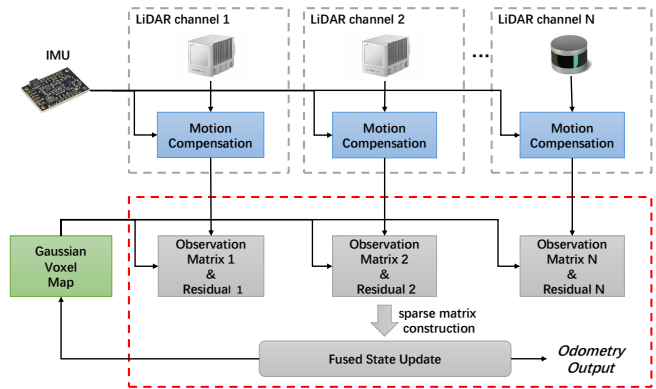 LiDAR channel 1
LiDAR channel 2
LiDAR channel N
IMU
...
Motion
Compensation
Motion
Compensation
Motion
Compensation
Gaussian
Voxel
Map
Observation
Matrix 1
&
Residual 1
Observation
Matrix 2
&
Residual 2
Observation
Matrix N
&
Residual N
sparse matrix
construction
Fused State Update
Odometry
Output